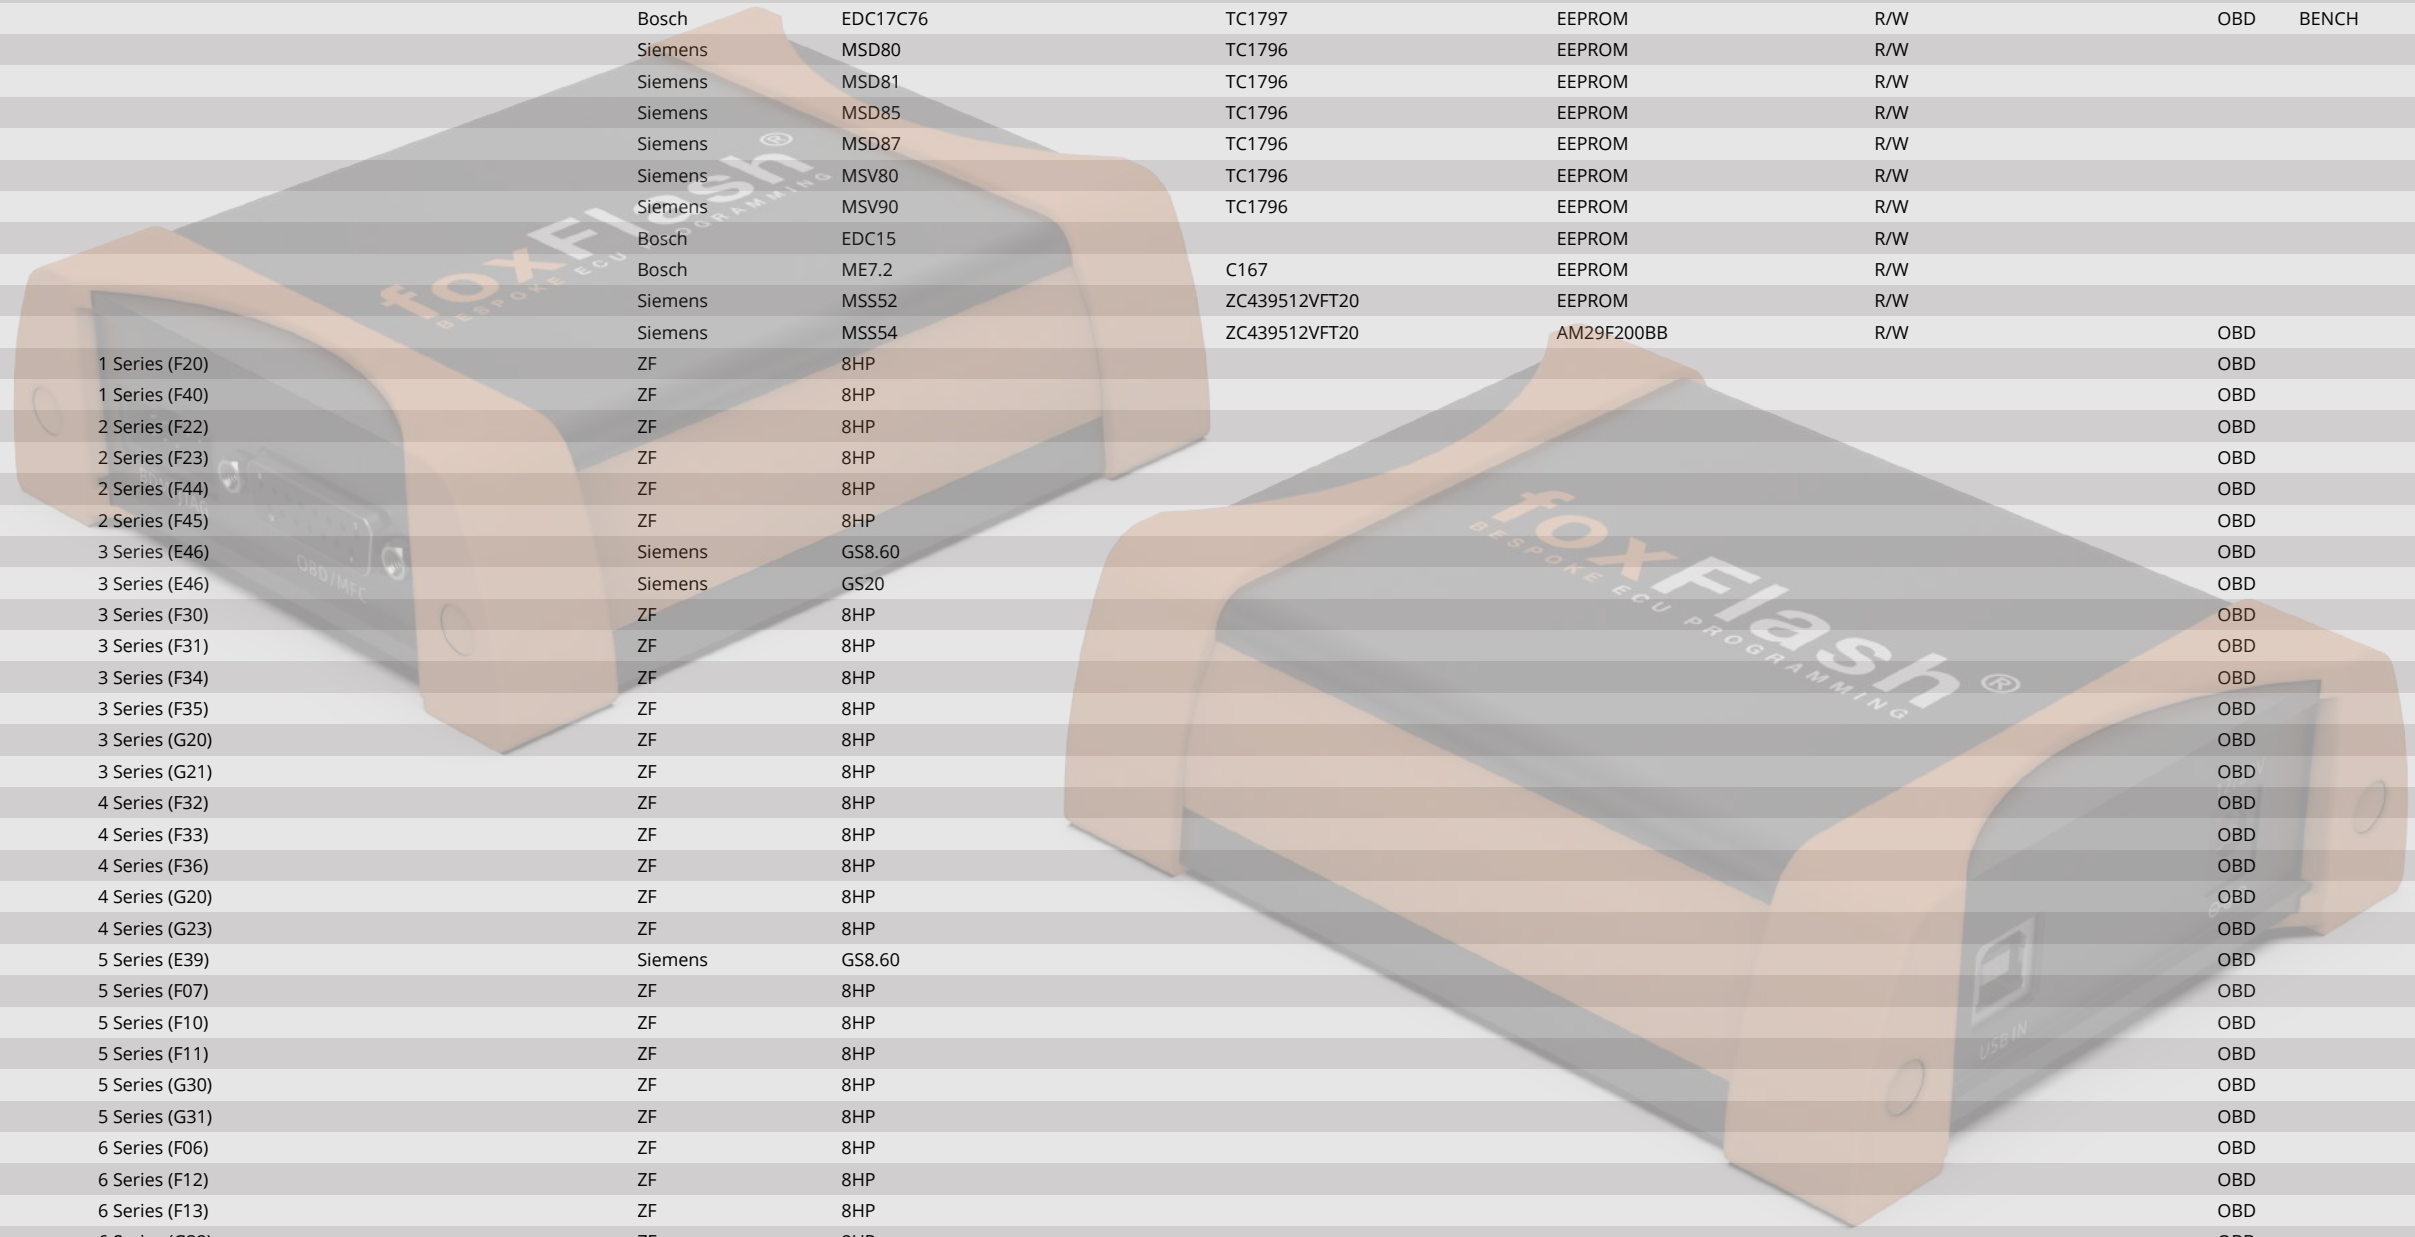 Bosch EDC17C76 TC1797 EEPROM R/W OBD BENCH
Siemens MSD80 TC1796 EEPROM R/W
Siemens MSD81 TC1796 EEPROM R/W
Siemens MSD85 TC1796 EEPROM R/W
Siemens MSD87 TC1796 EEPROM R/W
Siemens MSV80 TC1796 EEPROM R/W
Siemens MSV90 TC1796 EEPROM R/W
Bosch EDC15 EEPROM R/W
Bosch ME7.2 C167 EEPROM R/W
Siemens MSS52 ZC439512VFT20 EEPROM R/W
Siemens MSS54 ZC439512VFT20 AM29F200BB R/W OBD
1 Series (F20) ZF 8HP OBD
1 Series (F40) ZF 8HP OBD
2 Series (F22) ZF 8HP OBD
2 Series (F23) ZF 8HP OBD
2 Series (F44) ZF 8HP OBD
2 Series (F45) ZF 8HP OBD
3 Series (E46) Siemens GS8.60 OBD
3 Series (E46) Siemens GS20 OBD
3 Series (F30) ZF 8HP OBD
3 Series (F31) ZF 8HP OBD
3 Series (F34) ZF 8HP OBD
3 Series (F35) ZF 8HP OBD
3 Series (G20) ZF 8HP OBD
3 Series (G21) ZF 8HP OBD
4 Series (F32) ZF 8HP OBD
4 Series (F33) ZF 8HP OBD
4 Series (F36) ZF 8HP OBD
4 Series (G20) ZF 8HP OBD
4 Series (G23) ZF 8HP OBD
5 Series (E39) Siemens GS8.60 OBD
5 Series (F07) ZF 8HP OBD
5 Series (F10) ZF 8HP OBD
5 Series (F11) ZF 8HP OBD
5 Series (G30) ZF 8HP OBD
5 Series (G31) ZF 8HP OBD
6 Series (F06) ZF 8HP OBD
6 Series (F12) ZF 8HP OBD
6 Series (F13) ZF 8HP OBD
foxFlash®
BESPOKE ECU PROGRAMMING
OBD/MFC
foxFlash®
BESPOKE ECU PROGRAMMING
USB IN